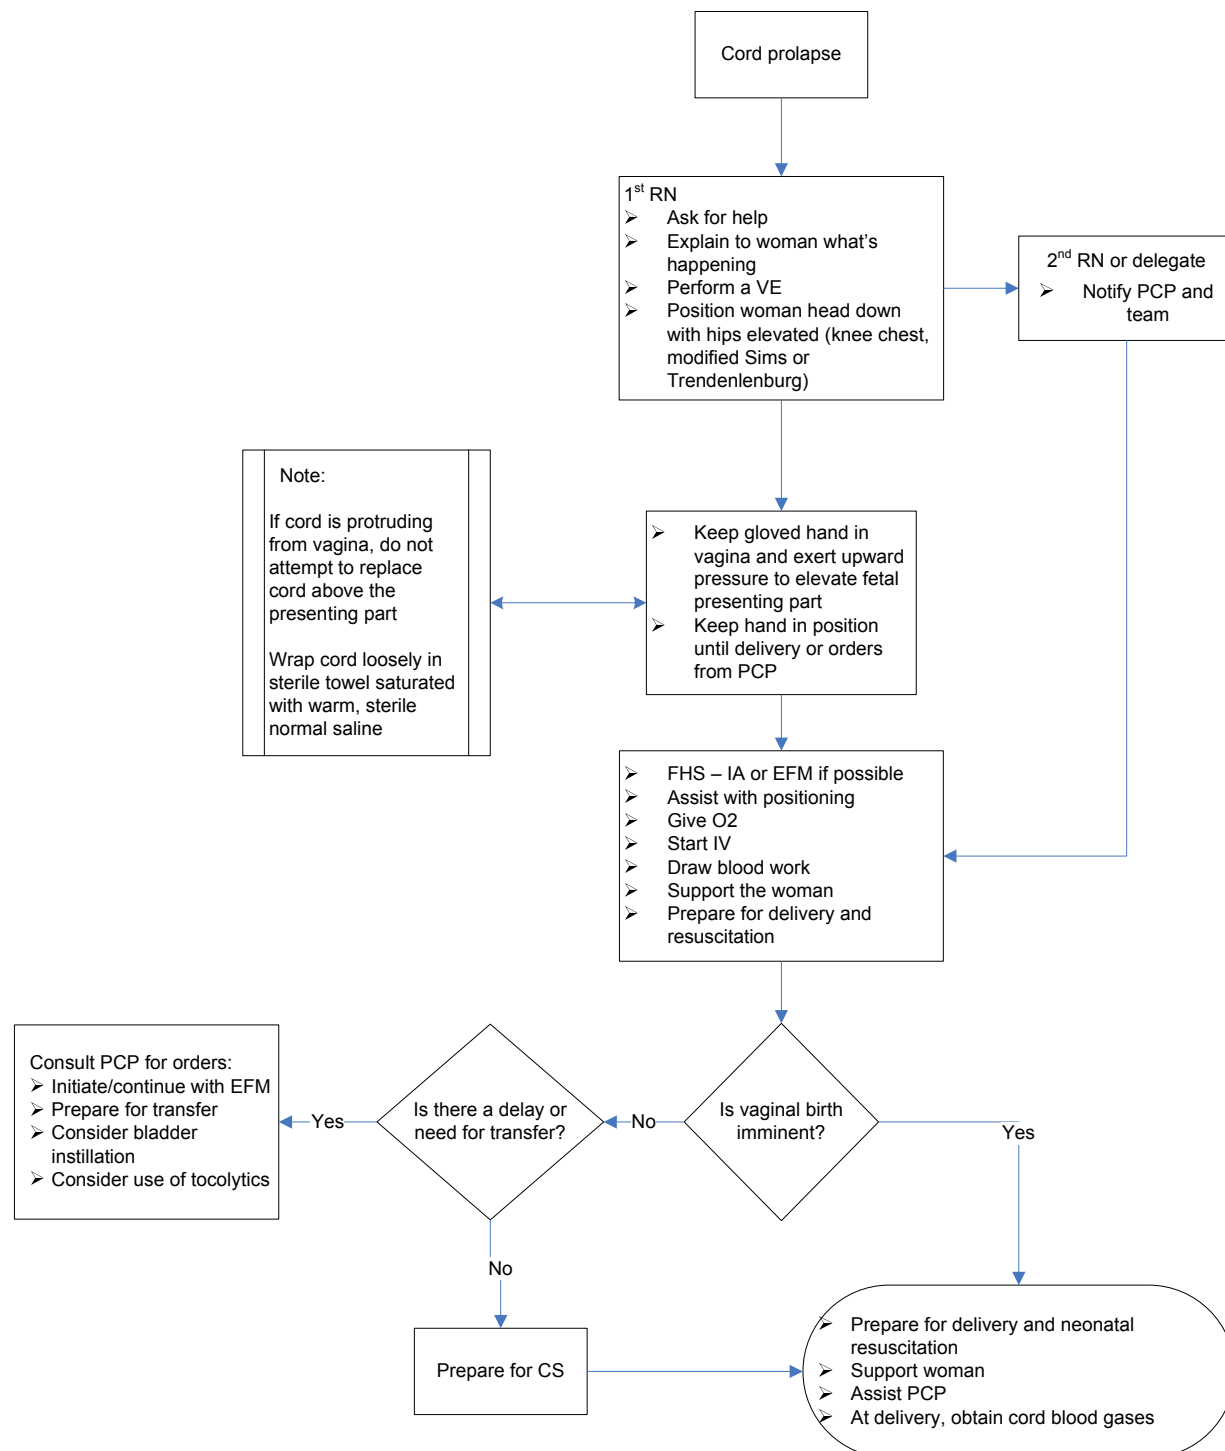 Cord prolapse
1st RN
➢ Ask for help
➢ Explain to woman what's
happening
➢ Perform a VE
➢ Position woman head down
with hips elevated (knee chest,
modified Sims or
Trendenlenburg)
2nd RN or delegate
➢ Notify PCP and
team
Note:
If cord is protruding
from vagina, do not
attempt to replace
cord above the
presenting part
Wrap cord loosely in
sterile towel saturated
with warm, sterile
normal saline
➢ Keep gloved hand in
vagina and exert upward
pressure to elevate fetal
presenting part
➢ Keep hand in position
until delivery or orders
from PCP
➢ FHS – IA or EFM if possible
➢ Assist with positioning
➢ Give O2
➢ Start IV
➢ Draw blood work
➢ Support the woman
➢ Prepare for delivery and
resuscitation
Is vaginal birth
imminent?
No
Yes
Is there a delay or
need for transfer?
Yes
No
Consult PCP for orders:
➢ Initiate/continue with EFM
➢ Prepare for transfer
➢ Consider bladder
instillation
➢ Consider use of tocolytics
Prepare for CS
➢ Prepare for delivery and neonatal
resuscitation
➢ Support woman
➢ Assist PCP
➢ At delivery, obtain cord blood gases